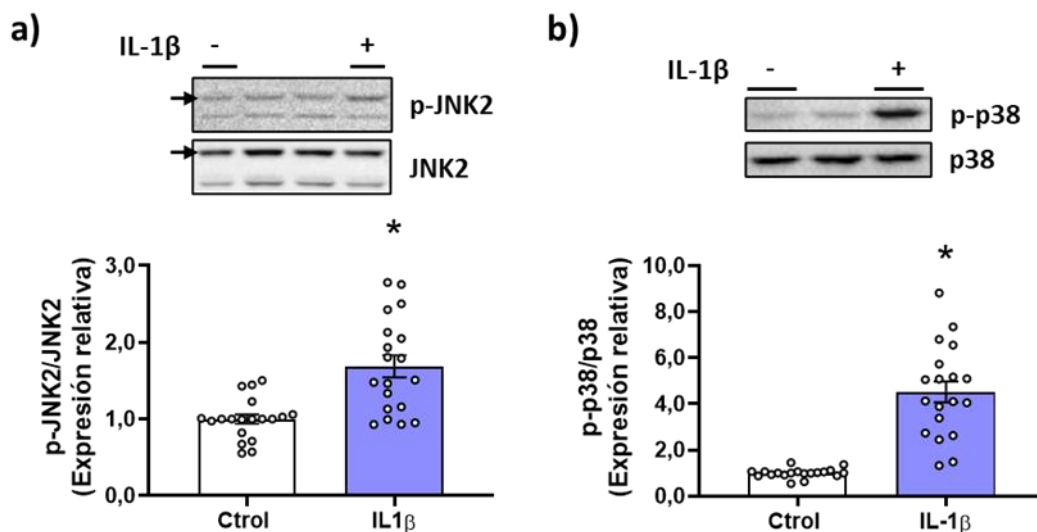 a)
IL-1β - +
p-JNK2
JNK2
*
p-JNK2/JNK2
(Expresión relativa)
3,0
2,0
1,0
0,0
Ctrol IL1β
b)
IL-1β - +
p-p38
p38
*
p-p38/p38
(Expresión relativa)
10,0
8,0
6,0
4,0
2,0
0,0
Ctrol IL-1β